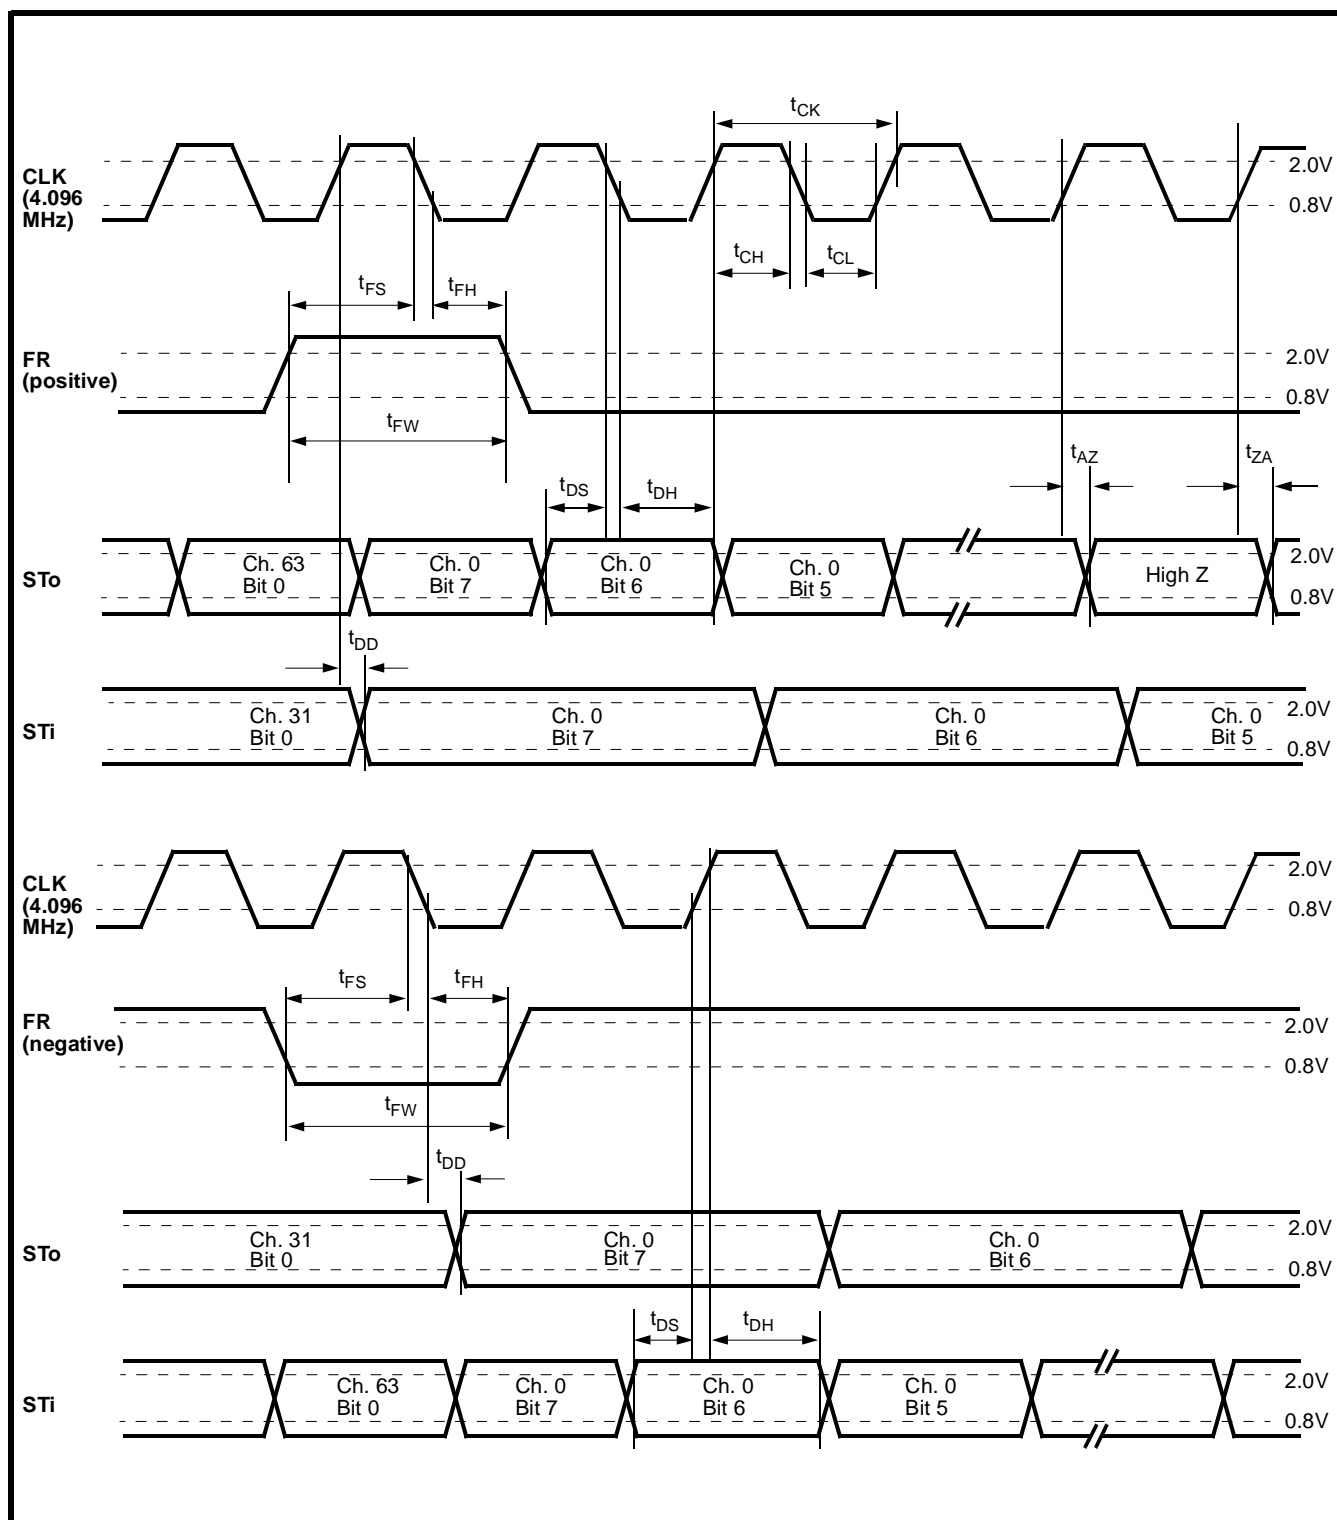 tCK
CLK
(4.096
MHz)
2.0V
0.8V
tCH
tCL
tFS
tFH
FR
(positive)
2.0V
0.8V
tFW
tAZ
tZA
tDS
tDH
STo
Ch. 63
Bit 0
Ch. 0
Bit 7
Ch. 0
Bit 6
Ch. 0
Bit 5
High Z
2.0V
0.8V
tDD
STi
Ch. 31
Bit 0
Ch. 0
Bit 7
Ch. 0
Bit 6
Ch. 0
Bit 5
2.0V
0.8V
CLK
(4.096
MHz)
2.0V
0.8V
tFS
tFH
FR
(negative)
2.0V
0.8V
tFW
tDD
STo
Ch. 31
Bit 0
Ch. 0
Bit 7
Ch. 0
Bit 6
2.0V
0.8V
tDS
tDH
STi
Ch. 63
Bit 0
Ch. 0
Bit 7
Ch. 0
Bit 6
Ch. 0
Bit 5
2.0V
0.8V